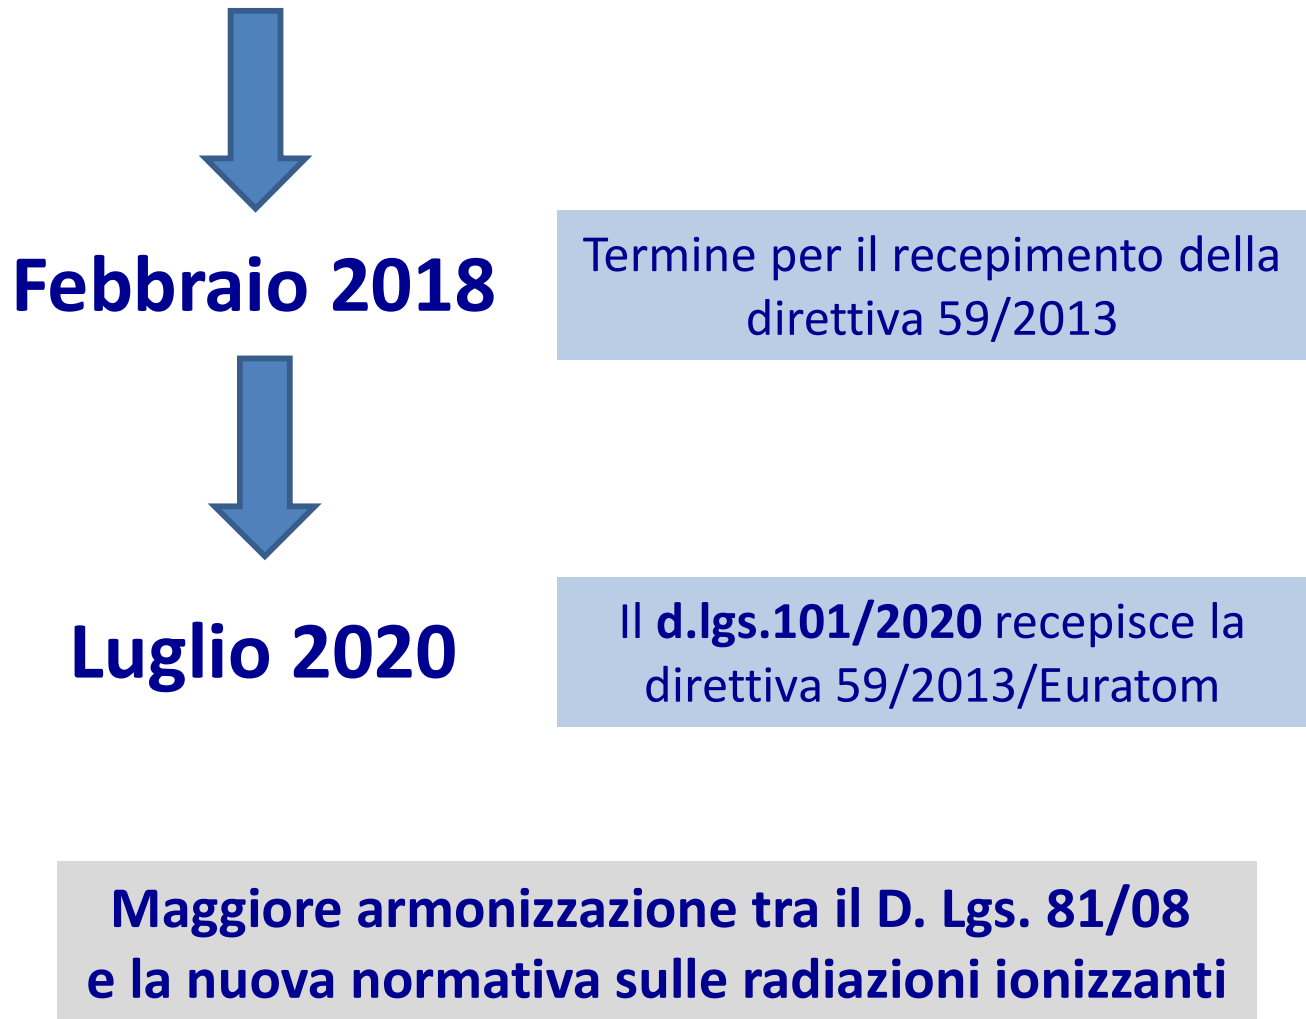 Febbraio 2018
Termine per il recepimento della
direttiva 59/2013
Luglio 2020
Il d.lgs.101/2020 recepisce la
direttiva 59/2013/Euratom
Maggiore armonizzazione tra il D. Lgs. 81/08
e la nuova normativa sulle radiazioni ionizzanti